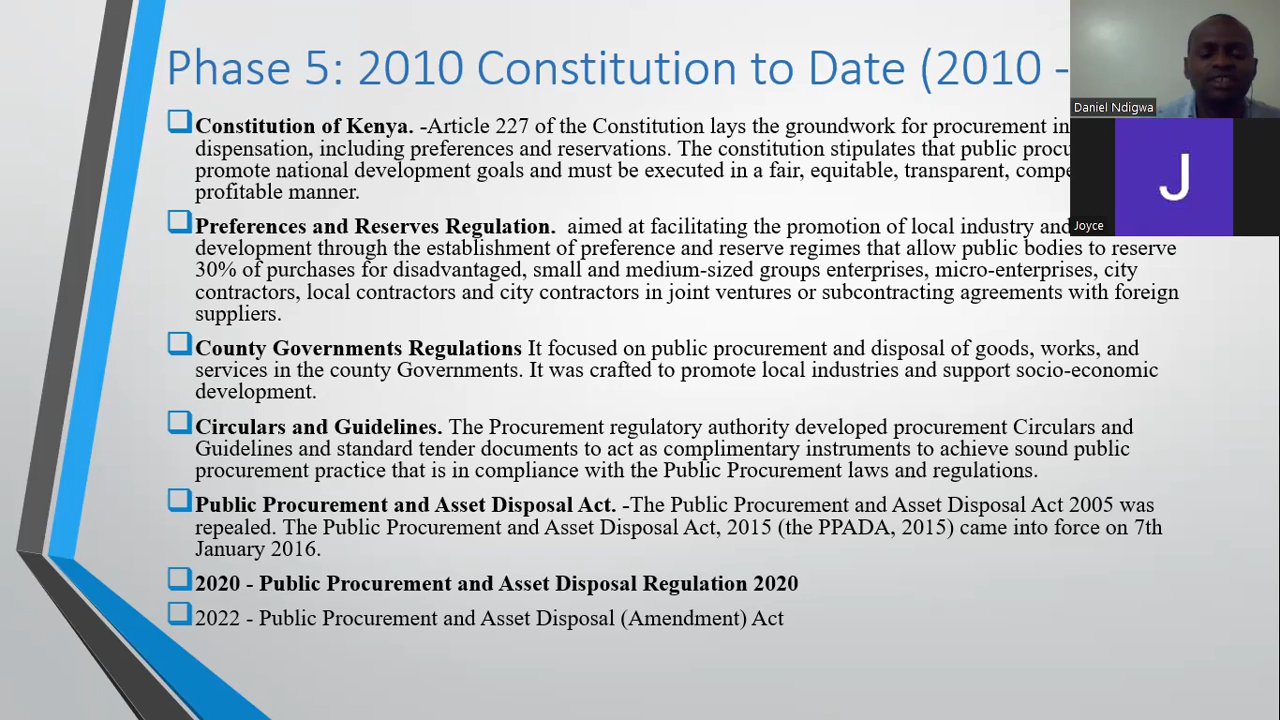 Phase 5: 2010 Constitution to Date (2010 -
Constitution of Kenya. -Article 227 of the Constitution lays the groundwork for procurement in
dispensation, including preferences and reservations. The constitution stipulates that public
promote national development goals and must be executed in a fair, equitable, transparent,
profitable manner.
Preferences and Reserves Regulation. aimed at facilitating the promotion of local industry and
development through the establishment of preference and reserve regimes that allow public bodies to reserve
30% of purchases for disadvantaged, small and medium-sized groups enterprises, micro-enterprises, city
contractors, local contractors and city contractors in joint ventures or subcontracting agreements with foreign
suppliers.
County Governments Regulations It focused on public procurement and disposal of goods, works, and
services in the county Governments. It was crafted to promote local industries and support socio-economic
development.
Circulars and Guidelines. The Procurement regulatory authority developed procurement Circulars and
Guidelines and standard tender documents to act as complimentary instruments to achieve sound public
procurement practice that is in compliance with the Public Procurement laws and regulations.
Public Procurement and Asset Disposal Act. -The Public Procurement and Asset Disposal Act 2005 was
repealed. The Public Procurement and Asset Disposal Act, 2015 (the PPADA, 2015) came into force on 7th
January 2016.
2020 - Public Procurement and Asset Disposal Regulation 2020
2022 - Public Procurement and Asset Disposal (Amendment) Act
Daniel Ndigwa
J
Joyce